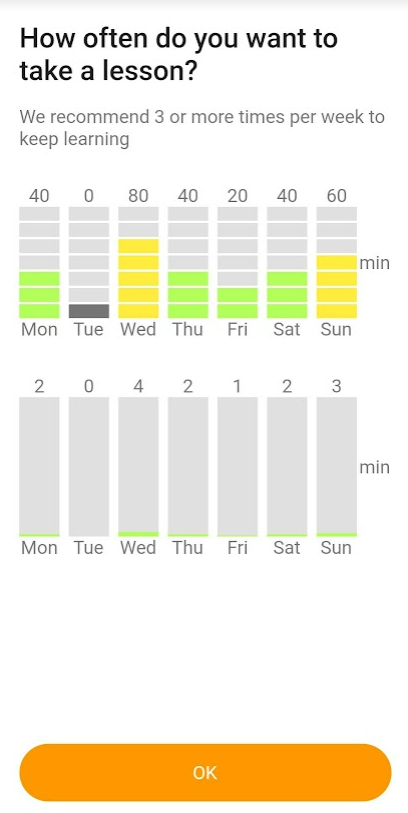 How often do you want to
take a lesson?
We recommend 3 or more times per week to
keep learning
40 0 80 40 20 40 60
min
Mon Tue Wed Thu Fri Sat Sun
2 0 4 2 1 2 3
min
Mon Tue Wed Thu Fri Sat Sun
OK